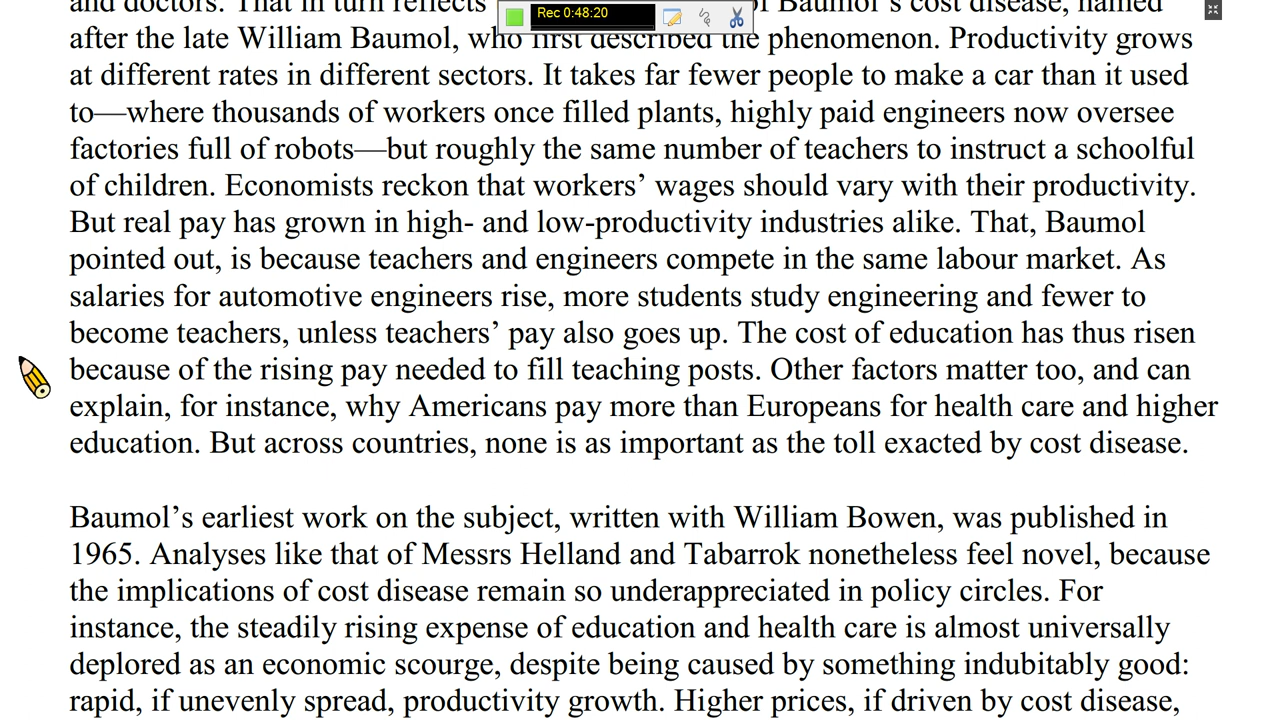 and doctors. That in turn reflects of Baumol’s cost disease, named
Rec 0:48:20
after the late William Baumol, who first described the phenomenon. Productivity grows
at different rates in different sectors. It takes far fewer people to make a car than it used
to—where thousands of workers once filled plants, highly paid engineers now oversee
factories full of robots—but roughly the same number of teachers to instruct a schoolful
of children. Economists reckon that workers’ wages should vary with their productivity.
But real pay has grown in high- and low-productivity industries alike. That, Baumol
pointed out, is because teachers and engineers compete in the same labour market. As
salaries for automotive engineers rise, more students study engineering and fewer to
become teachers, unless teachers’ pay also goes up. The cost of education has thus risen
because of the rising pay needed to fill teaching posts. Other factors matter too, and can
explain, for instance, why Americans pay more than Europeans for health care and higher
education. But across countries, none is as important as the toll exacted by cost disease.
Baumol’s earliest work on the subject, written with William Bowen, was published in
1965. Analyses like that of Messrs Helland and Tabarrok nonetheless feel novel, because
the implications of cost disease remain so underappreciated in policy circles. For
instance, the steadily rising expense of education and health care is almost universally
deplored as an economic scourge, despite being caused by something indubitably good:
rapid, if unevenly spread, productivity growth. Higher prices, if driven by cost disease,